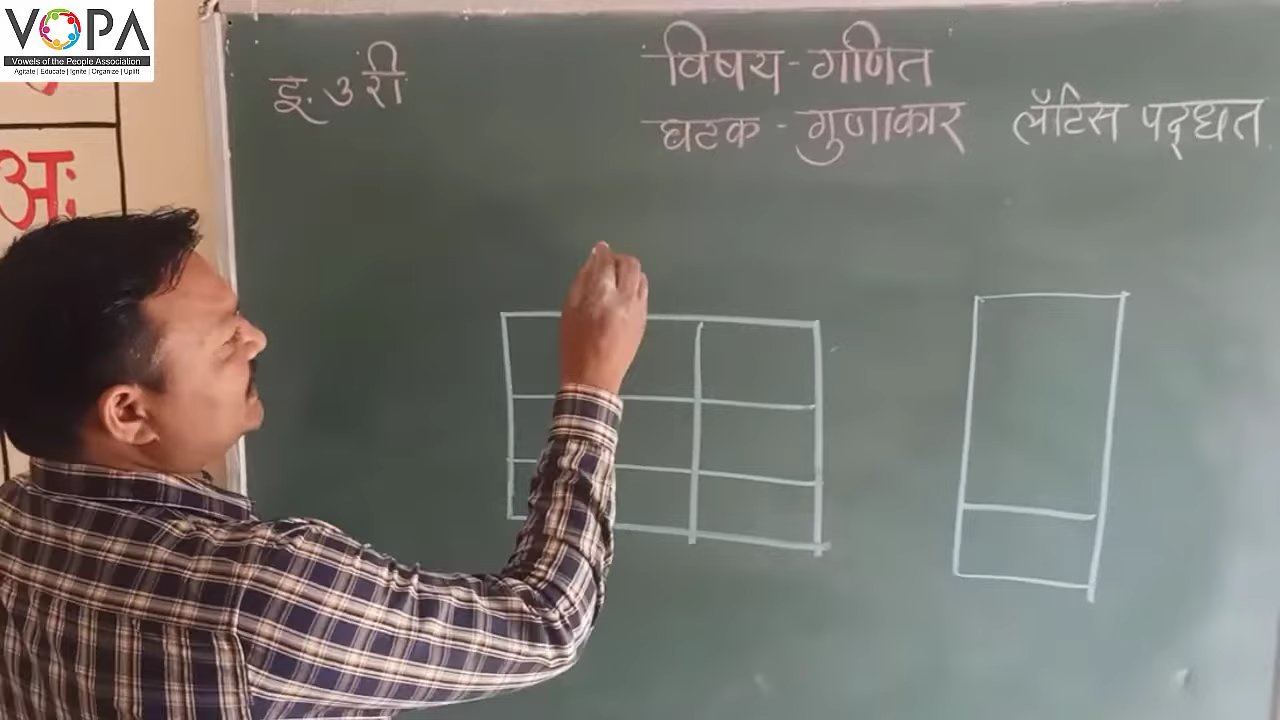 VOPA
Vowels of the People Association
Agitate | Educate | Ignite | Organize | Uplift
अः
इ. ३ री
विषय - गणित
घटक - गुणाकार लॅटिस पद्धत